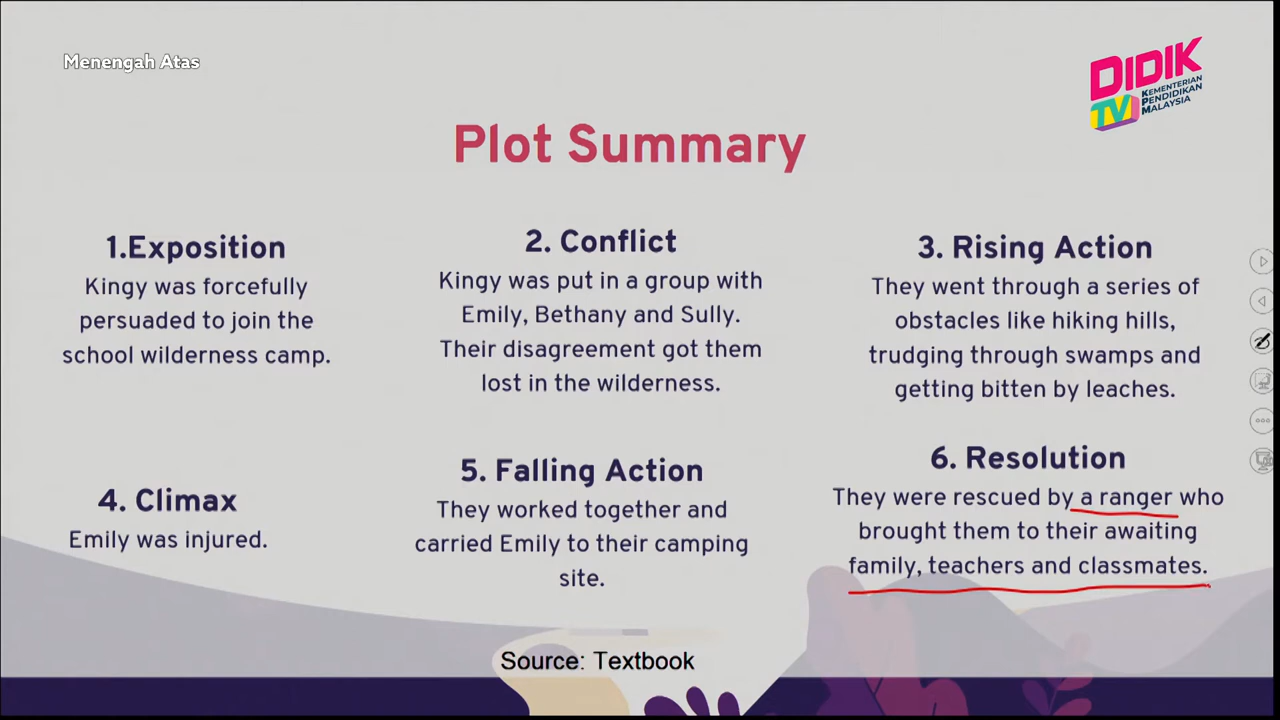 Menengah Atas
DIDIK
TV
KEMENTERIAN
PENDIDIKAN
MALAYSIA
Plot Summary
1.Exposition
Kingy was forcefully
persuaded to join the
school wilderness camp.
2. Conflict
Kingy was put in a group with
Emily, Bethany and Sully.
Their disagreement got them
lost in the wilderness.
3. Rising Action
They went through a series of
obstacles like hiking hills,
trudging through swamps and
getting bitten by leaches.
4. Climax
Emily was injured.
5. Falling Action
They worked together and
carried Emily to their camping
site.
6. Resolution
They were rescued by a ranger who
brought them to their awaiting
family, teachers and classmates.
Source: Textbook